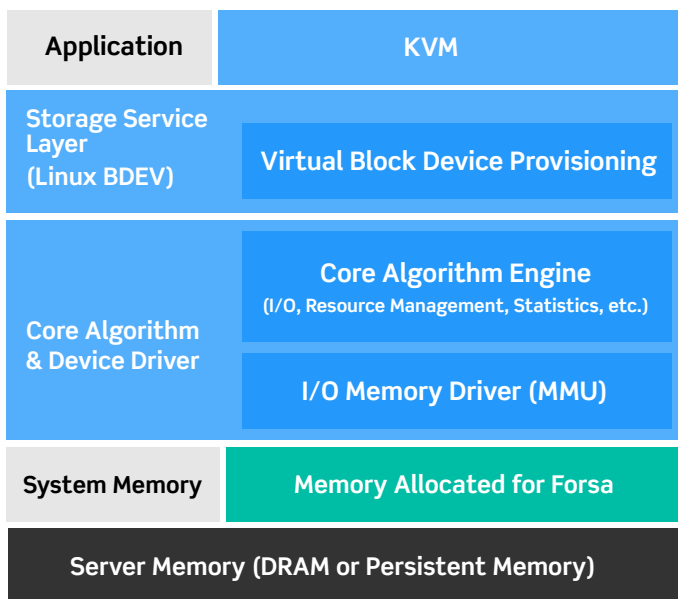 Application
KVM
Storage Service
Layer
(Linux BDEV)
Virtual Block Device Provisioning
Core Algorithm
& Device Driver
Core Algorithm Engine
(I/O, Resource Management, Statistics, etc.)
I/O Memory Driver (MMU)
System Memory
Memory Allocated for Forsa
Server Memory (DRAM or Persistent Memory)